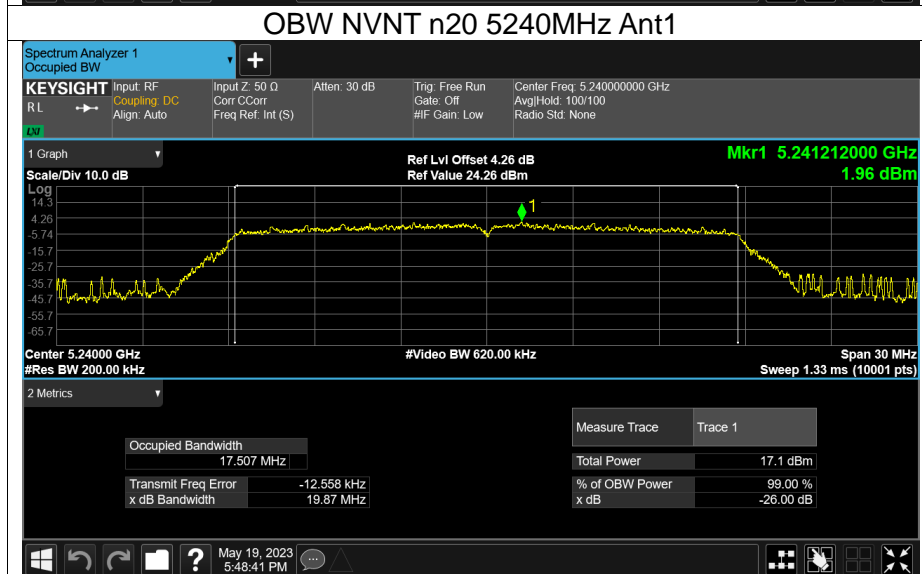 OBW NVNT n20 5240MHz Ant1
Spectrum Analyzer 1
Occupied BW
+
KEYSIGHT
R L
LXI
Input: RF
Coupling: DC
Align: Auto
Input Z: 50 Ω
Corr CCorr
Freq Ref: Int (S)
Atten: 30 dB
Trig: Free Run
Gate: Off
#IF Gain: Low
Center Freq: 5.240000000 GHz
Avg|Hold: 100/100
Radio Std: None
1 Graph
Scale/Div 10.0 dB
Ref Lvl Offset 4.26 dB
Ref Value 24.26 dBm
Mkr1 5.241212000 GHz
1.96 dBm
Log
14.3
4.26
-5.74
-15.7
-25.7
-35.7
-45.7
-55.7
-65.7
1
Center 5.24000 GHz
#Res BW 200.00 kHz
#Video BW 620.00 kHz
Span 30 MHz
Sweep 1.33 ms (10001 pts)
2 Metrics
Occupied Bandwidth
17.507 MHz
Transmit Freq Error -12.558 kHz
x dB Bandwidth 19.87 MHz
Measure Trace Trace 1
Total Power 17.1 dBm
% of OBW Power 99.00 %
x dB -26.00 dB
?
May 19, 2023
5:48:41 PM